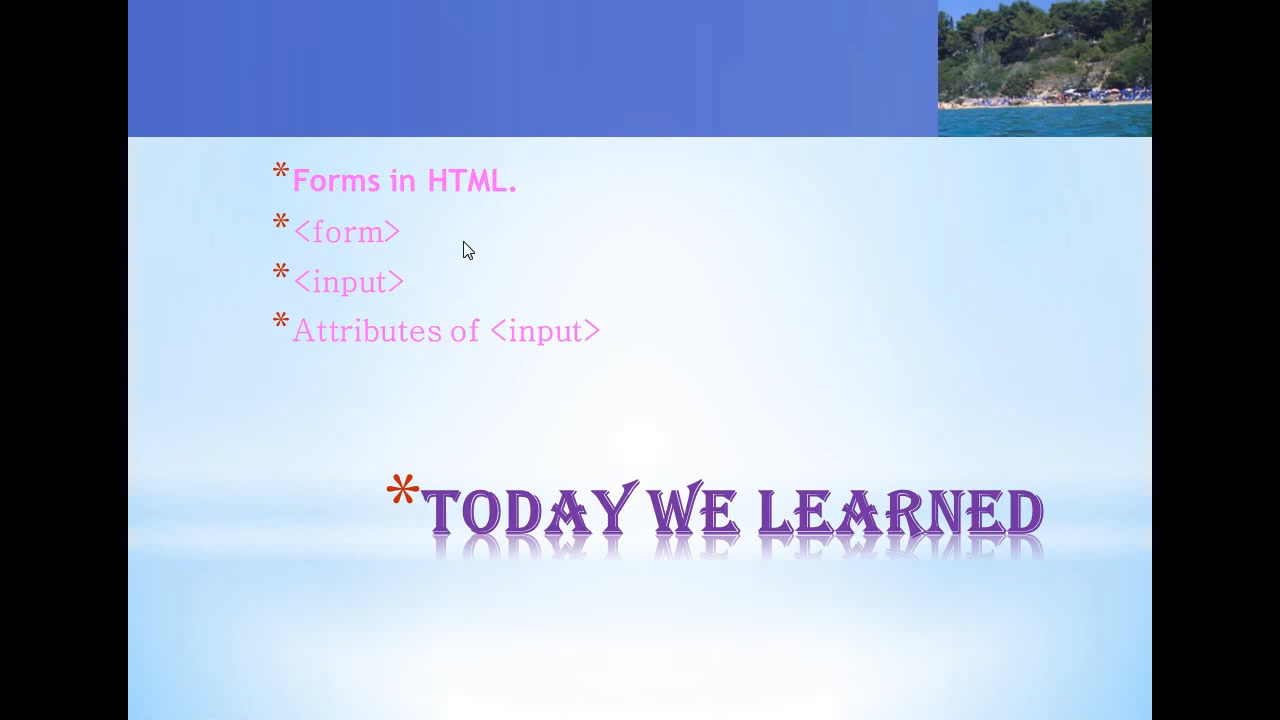 *Forms in HTML.
*<form>
*<input>
*Attributes of <input>
*TODAY WE LEARNED